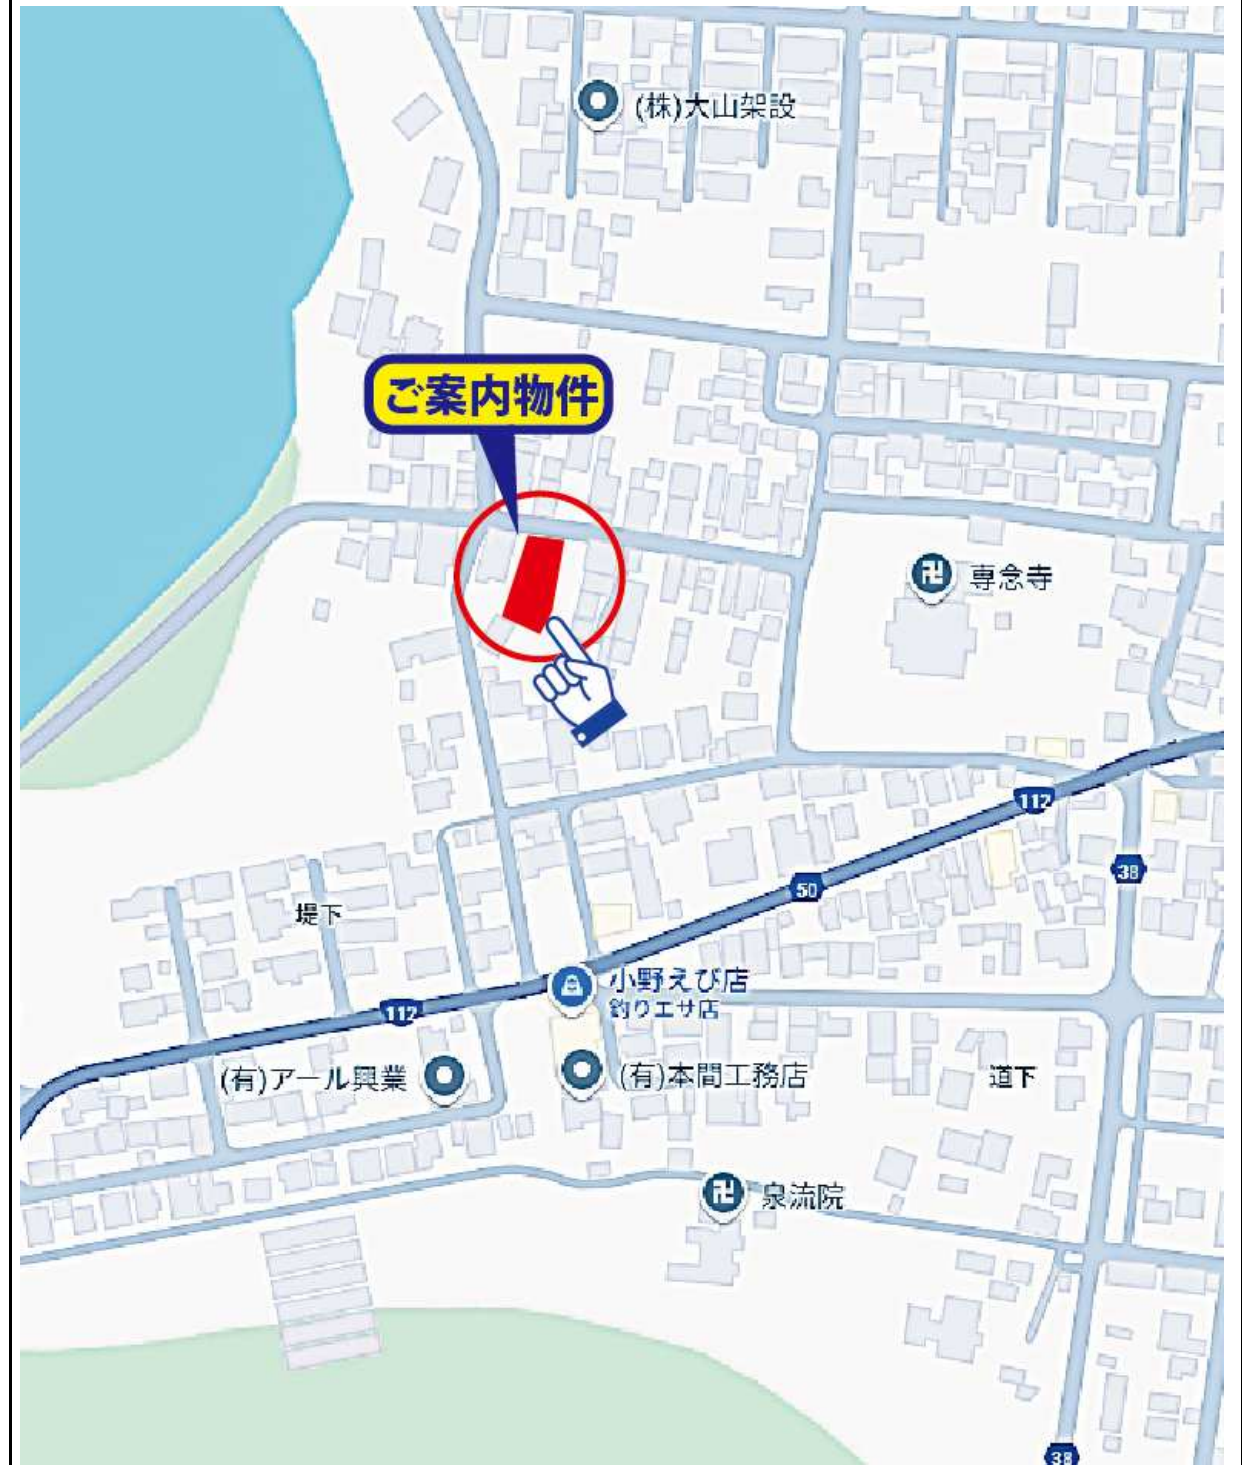 (株)大山架設
ご案内物件
専念寺
112
50
38
堤下
小野えび店
釣りエサ店
112
(有)アール興業
(有)本間工務店
道下
泉流院
38